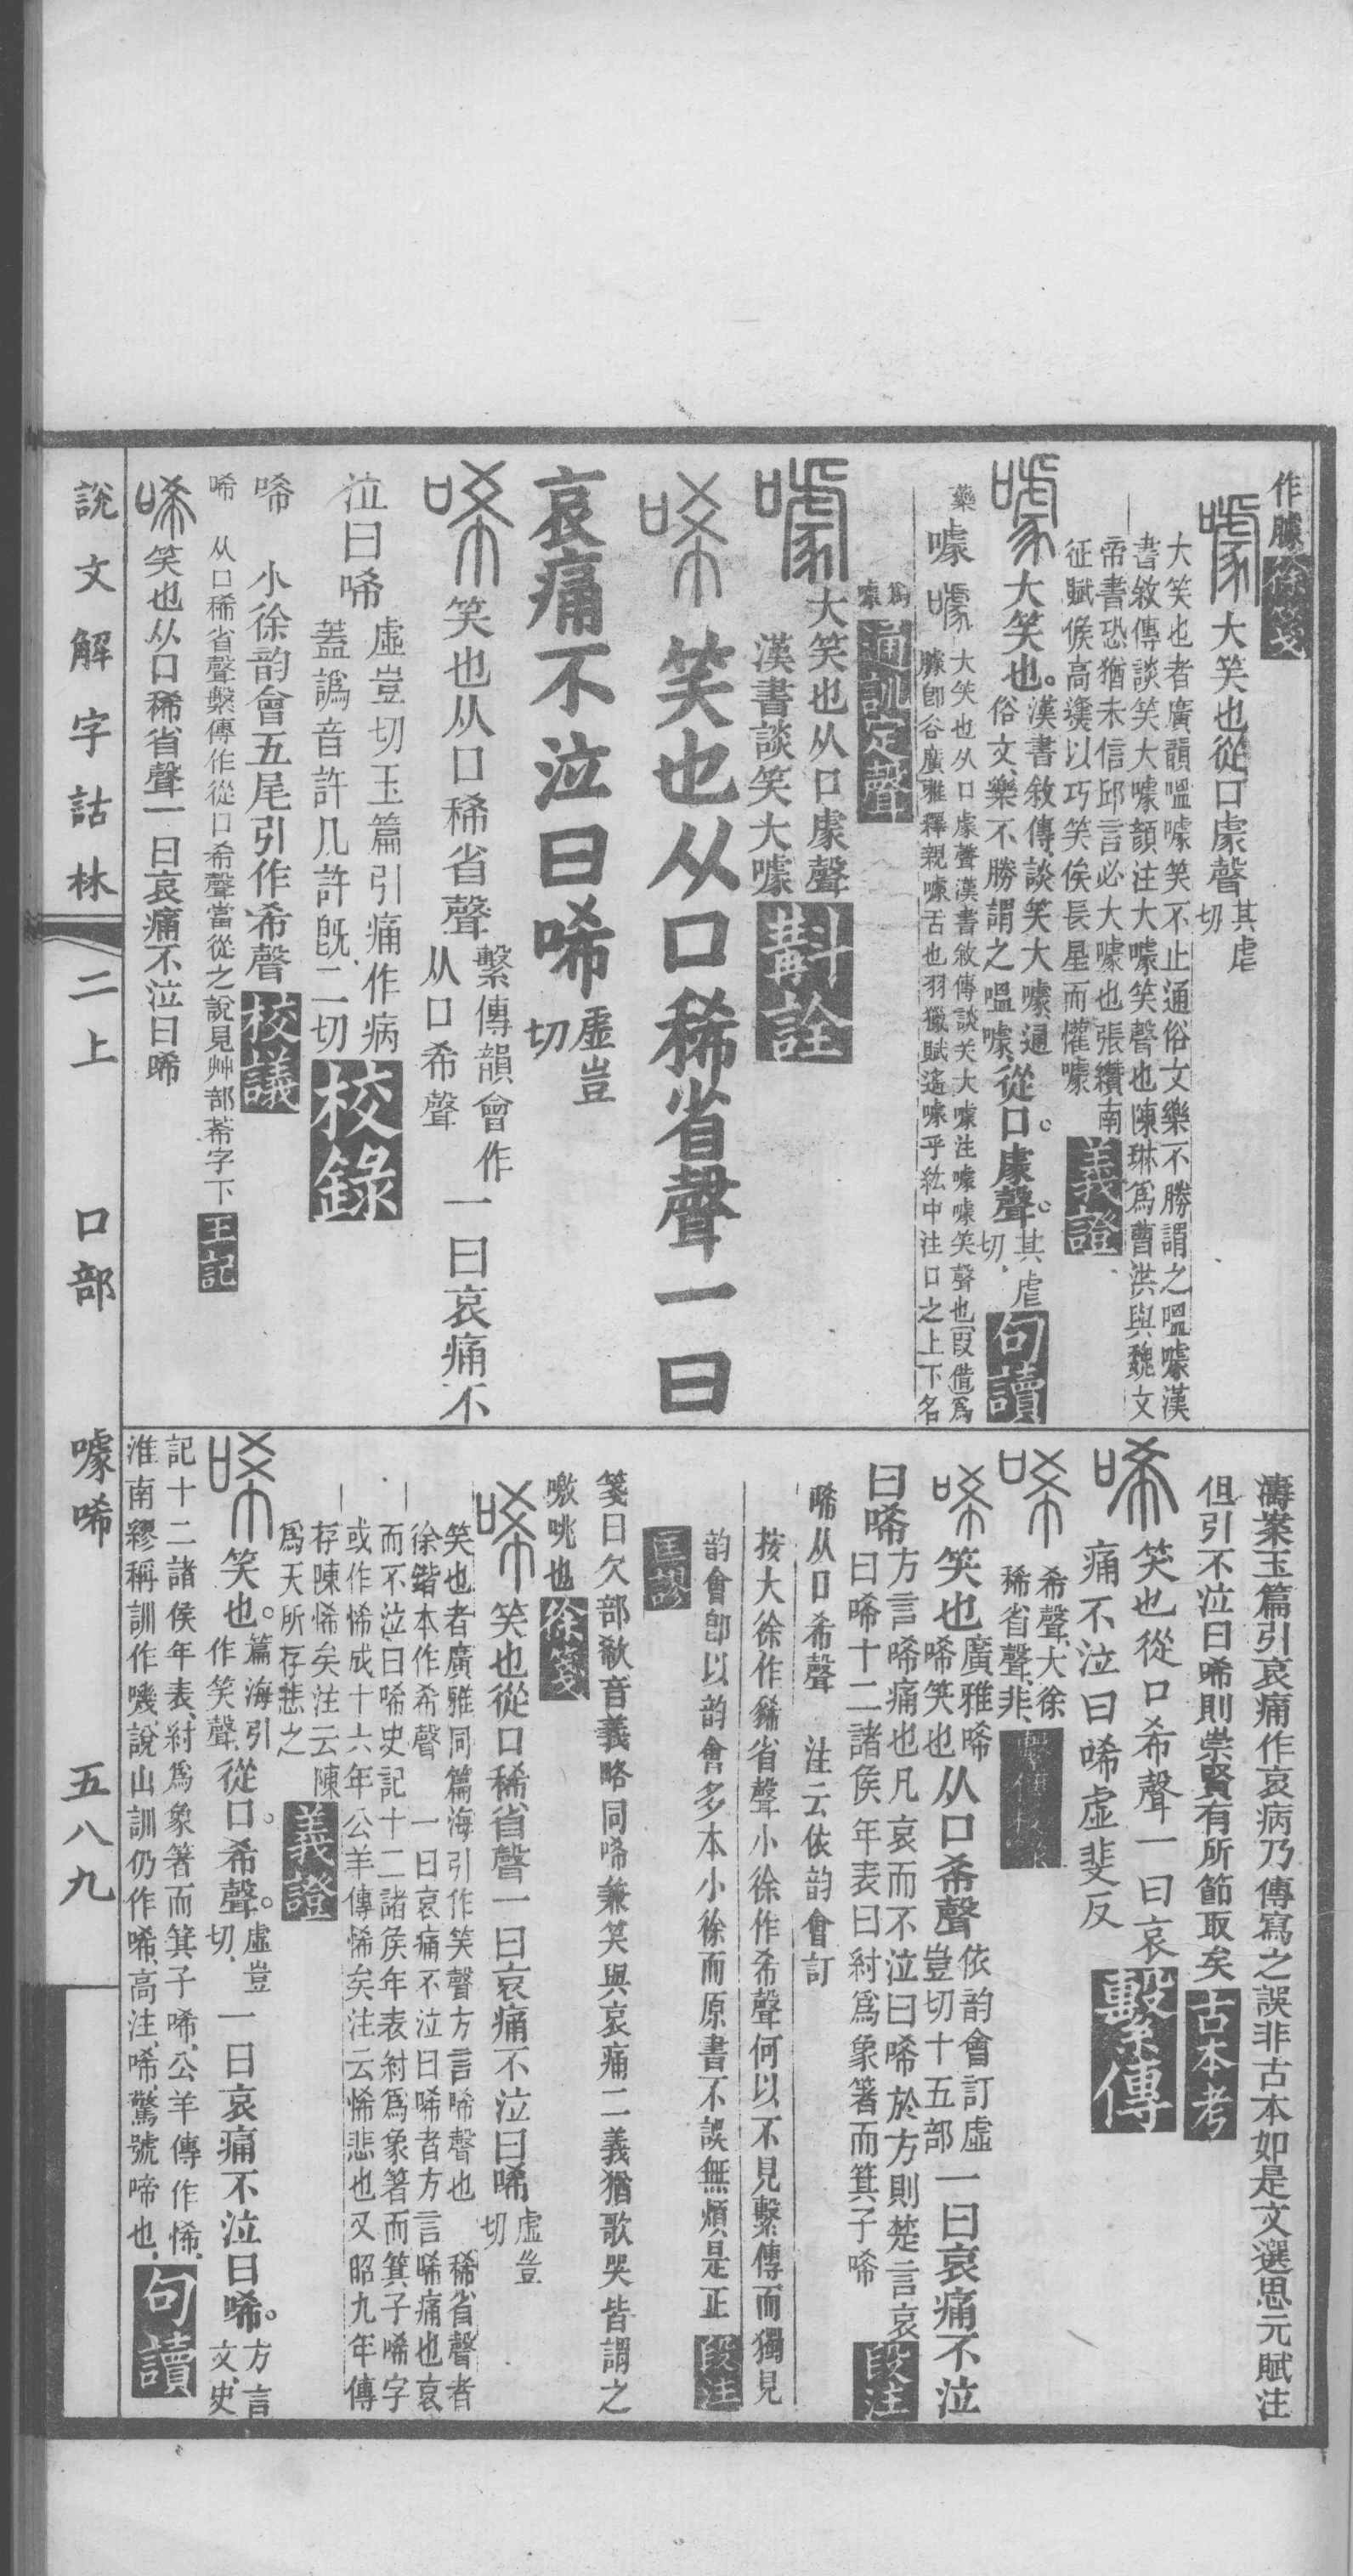 作臄徐箋
噱大笑也從口豦聲其虐切
大笑也者廣韻嗢噱笑不止通俗文樂不勝謂之嗢噱漢
書敘傳談笑大噱顏注大噱笑聲也陳琳爲曹洪與魏文
帝書恐猶未信邱言必大噱也張纘南
征賦候高漢以巧笑俟長星而懽噱義證
噱大笑也。漢書敘傳、談笑大噱、通俗文、樂不勝謂之嗢噱、從口。豦聲。其虐切、句讀
藥噱噱大笑也从口豦聲漢書敘傳談关大噱注噱噱笑聲也叚借爲
臄卽谷廣雅釋親噱舌也羽獵賦遙噱乎紘中注口之上下名
爲噱通訓定聲
噱大笑也从口豦聲
漢書談笑大噱斠詮
唏笑也从口稀省聲一曰
哀痛不泣曰唏虛豈切
唏笑也从口稀省聲繫傳韻會作从口希聲一曰哀痛不
泣曰唏虛豈切玉篇引痛作病蓋譌音許几許旣二切校錄
唏小徐韵會五尾引作希聲校議
唏从口稀省聲繫傳作從口希聲當從之說見艸部莃字下王記
唏笑也从口稀省聲一曰哀痛不泣曰唏
濤案玉篇引哀痛作哀病乃傳寫之誤非古本如是文選思元賦注
但引不泣曰唏則崇賢有所節取矣古本考
唏笑也從口希聲一曰哀
痛不泣曰唏虛斐反繫傳
唏希聲、大徐稀省聲、非、
唏笑也廣雅唏唏笑也从口希聲依韵會訂虛豈切十五部一曰哀痛不泣
曰唏方言唏痛也凡哀而不泣曰唏於方則楚言哀曰唏十二諸侯年表曰紂爲象箸而箕子唏段注
唏从口希聲 注云依韵會訂
按大徐作稀省聲小徐作希聲何以不見繫傳而獨見
韵會卽以韵會多本小徐而原書不誤無煩是正段注
匡謬
箋曰欠部欷音義略同唏兼笑與哀痛二義猶歌哭皆謂之
噭咷也徐箋
唏笑也從口稀省聲一曰哀痛不泣曰唏虛豈切
笑也者廣雅同篇海引作笑聲方言唏聲也 稀省聲者
徐鍇本作希聲 一曰哀痛不泣曰唏者方言唏痛也哀
而不泣曰唏史記十二諸侯年表紂爲象箸而箕子唏字
或作悕成十六年公羊傳悕矣注云悕悲也又昭九年傳
存陳悕矣注云陳
爲天所存悲之義證
唏笑也。篇海引作笑聲、從口。希聲。虛豈切、一曰哀痛不泣曰唏。方言文、史
記十二諸侯年表、紂爲象箸而箕子唏、公羊傳作悕、
淮南繆稱訓作嘰、說山訓仍作唏、高注、唏、驚號啼也、句讀
說文解字詁林 二上 口部 噱唏 五八九